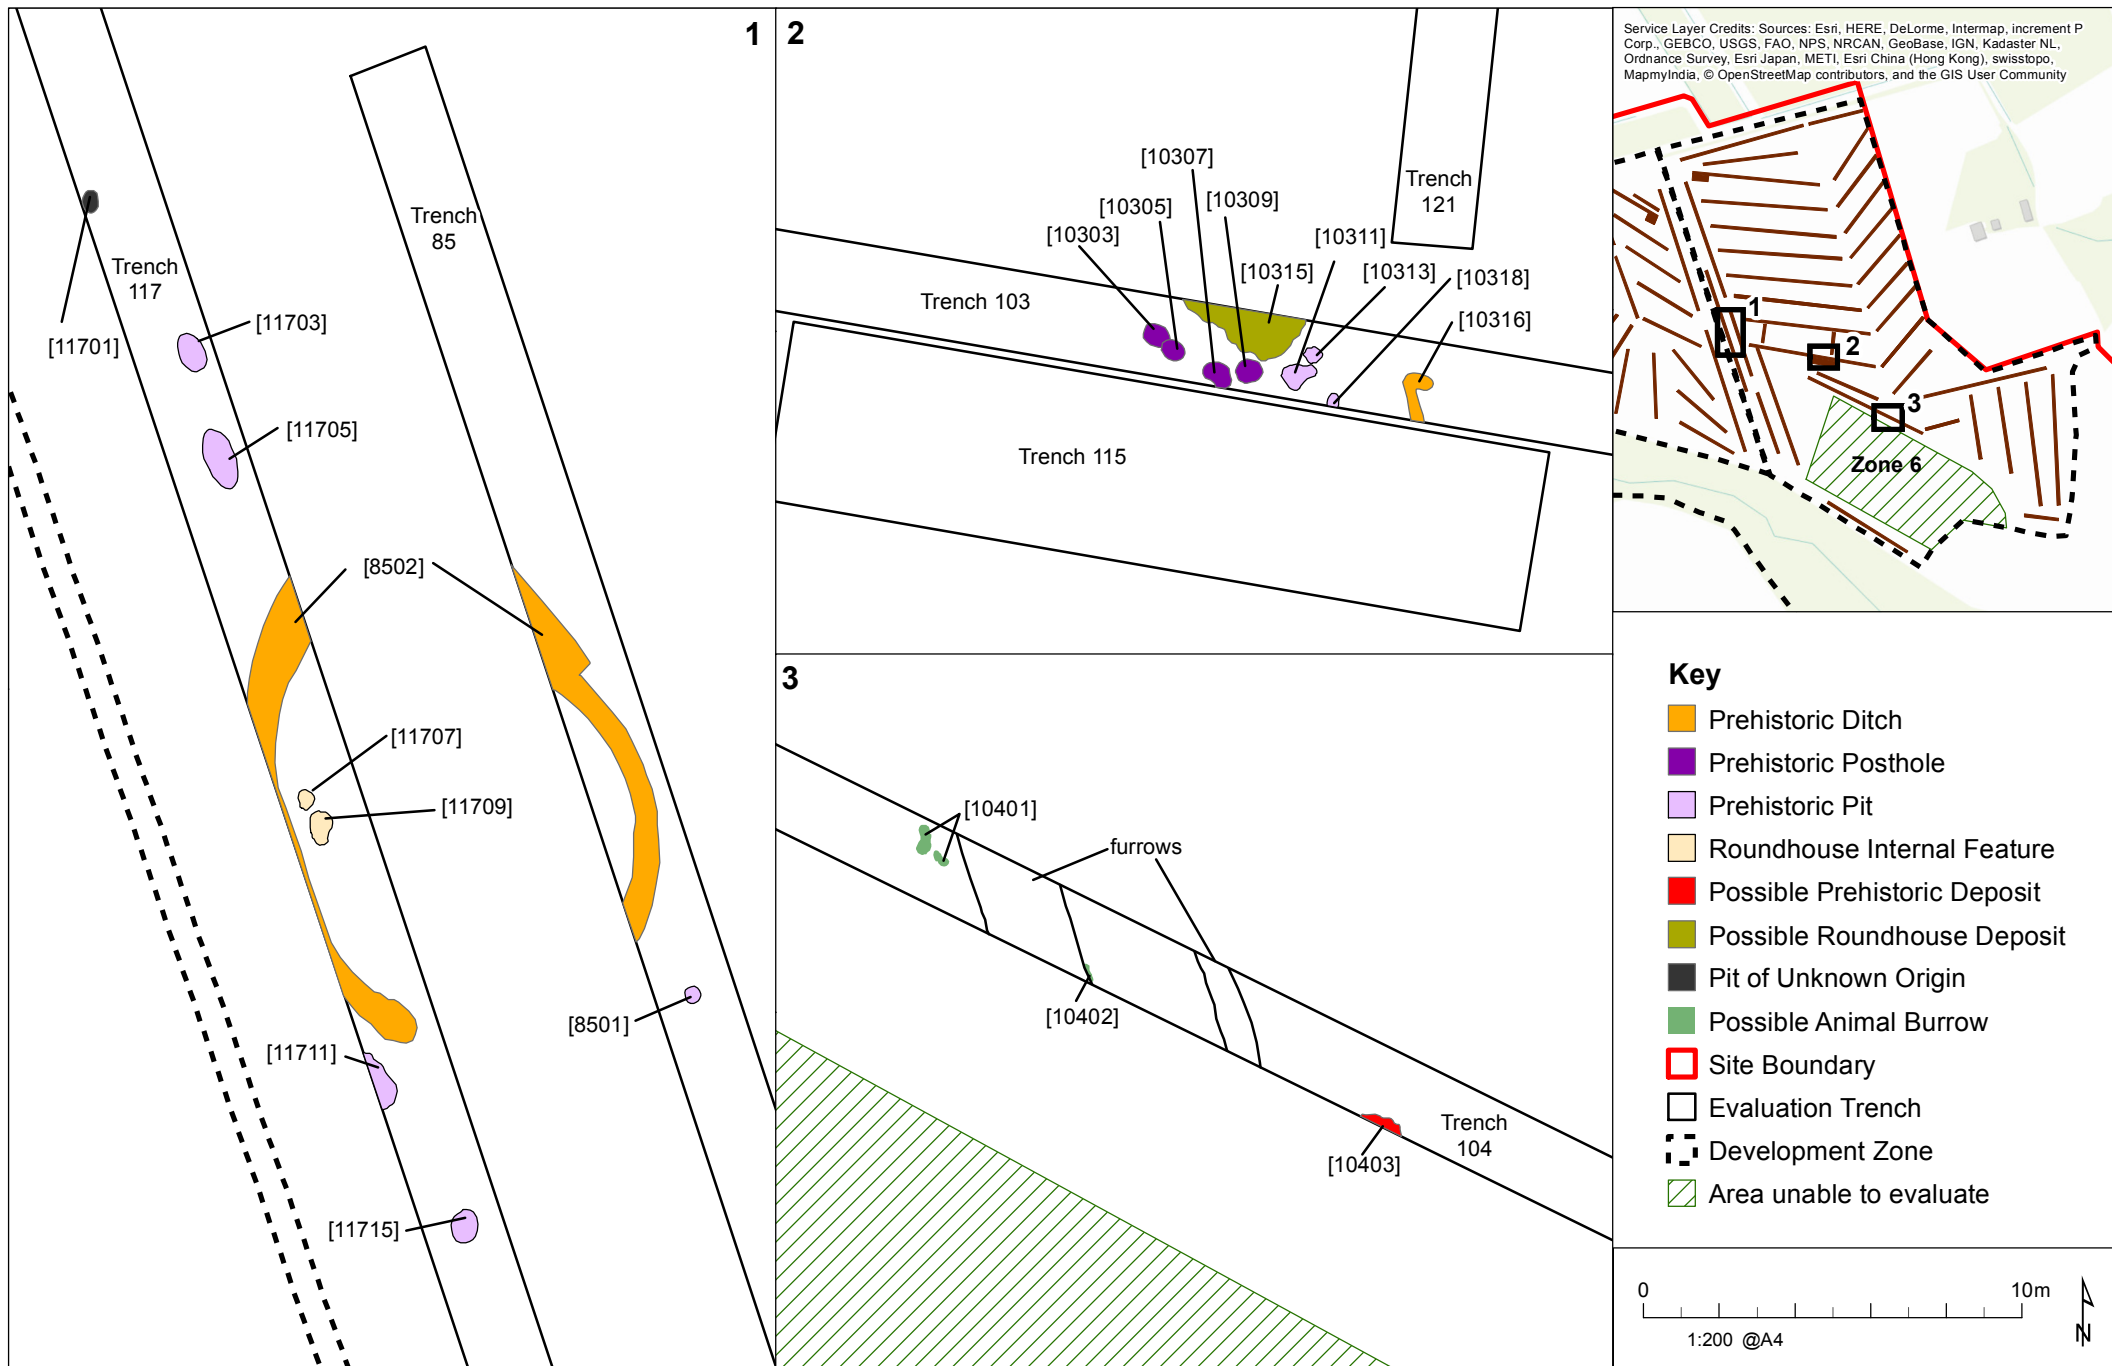 1
Trench
85
Trench
117
[11701]
[11703]
[11705]
[8502]
[11707]
[11709]
[8501]
[11711]
[11715]
2
Trench
121
[10307]
[10305]
[10309]
[10303]
[10311]
[10315]
[10313]
[10318]
[10316]
Trench 103
Trench 115
3
[10401]
furrows
[10402]
[10403]
Trench
104
Service Layer Credits: Sources: Esri, HERE, DeLorme, Intermap, increment P
Corp., GEBCO, USGS, FAO, NPS, NRCAN, GeoBase, IGN, Kadaster NL,
Ordnance Survey, Esri Japan, METI, Esri China (Hong Kong), swisstopo,
MapmyIndia, © OpenStreetMap contributors, and the GIS User Community
1
2
3
Zone 6
Key
Prehistoric Ditch
Prehistoric Posthole
Prehistoric Pit
Roundhouse Internal Feature
Possible Prehistoric Deposit
Possible Roundhouse Deposit
Pit of Unknown Origin
Possible Animal Burrow
Site Boundary
Evaluation Trench
Development Zone
Area unable to evaluate
0 10m
1:200 @A4
N